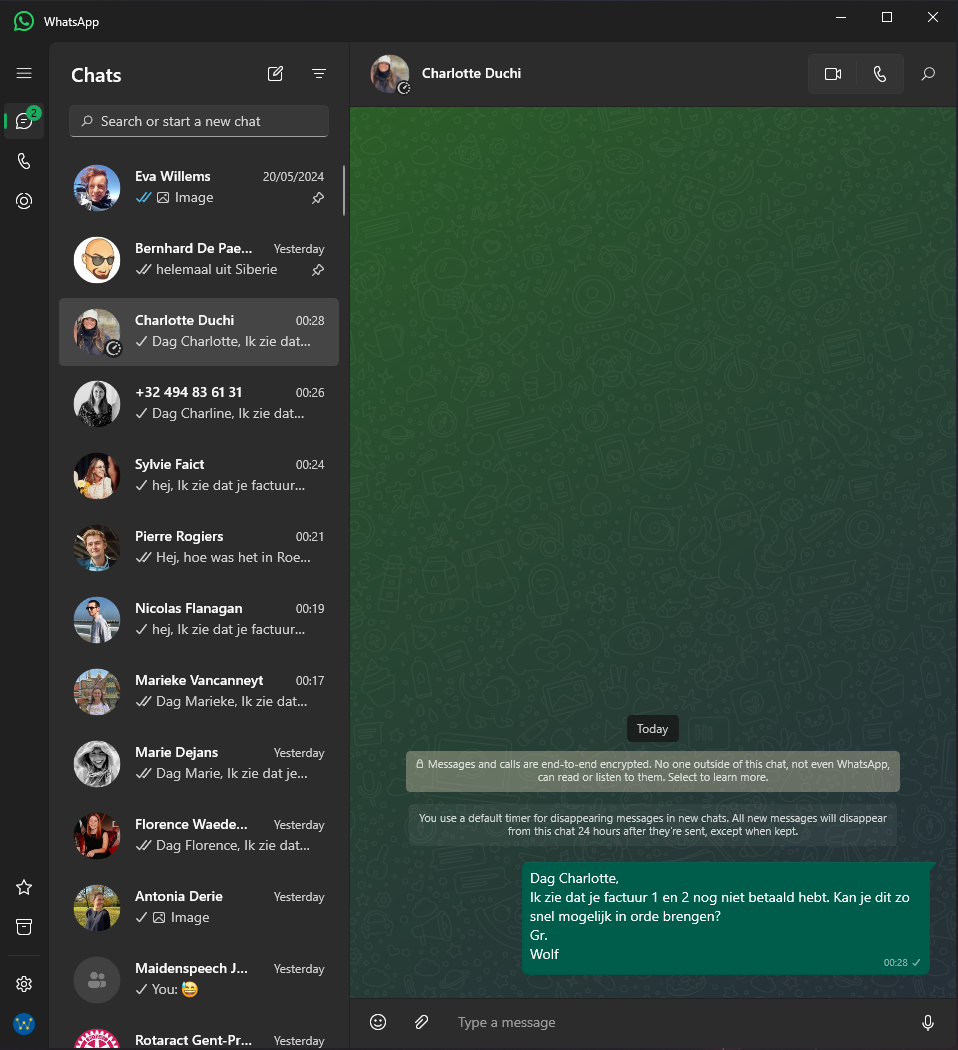 WhatsApp
Chats
Charlotte Duchi
2
Search or start a new chat
Eva Willems 20/05/2024
Image
Bernhard De Pae... Yesterday
helemaal uit Siberie
Charlotte Duchi 00:28
Dag Charlotte, Ik zie dat...
+32 494 83 61 31 00:26
Dag Charline, Ik zie dat...
Sylvie Faict 00:24
hej, Ik zie dat je factuur...
Pierre Rogiers 00:21
Hej, hoe was het in Roe...
Nicolas Flanagan 00:19
hej, Ik zie dat je factuur...
Marieke Vancanneyt 00:17
Dag Marieke, Ik zie dat...
Marie Dejans Yesterday
Dag Marie, Ik zie dat je...
Florence Waede... Yesterday
Dag Florence, Ik zie dat...
Antonia Derie Yesterday
Image
Maidenspeech J... Yesterday
You: 😅
Rotaract Gent-Pr... Yesterday
Today
Messages and calls are end-to-end encrypted. No one outside of this chat, not even WhatsApp,
can read or listen to them. Select to learn more.
You use a default timer for disappearing messages in new chats. All new messages will disappear
from this chat 24 hours after they're sent, except when kept.
Dag Charlotte,
Ik zie dat je factuur 1 en 2 nog niet betaald hebt. Kan je dit zo
snel mogelijk in orde brengen?
Gr.
Wolf
00:28
Type a message